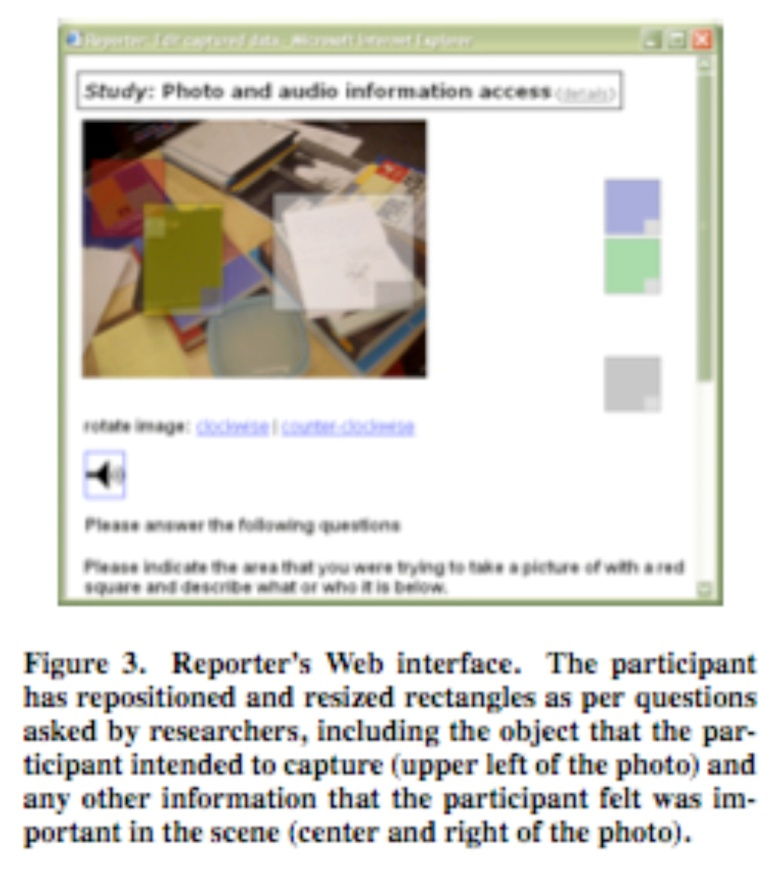 Reporter: Edit captured data - Microsoft Internet Explorer
Study: Photo and audio information access (details)
rotate image: clockwise | counter-clockwise
Please answer the following questions
Please indicate the area that you were trying to take a picture of with a red
square and describe what or who it is below.
Figure 3. Reporter's Web interface. The participant
has repositioned and resized rectangles as per questions
asked by researchers, including the object that the par-
ticipant intended to capture (upper left of the photo) and
any other information that the participant felt was im-
portant in the scene (center and right of the photo).